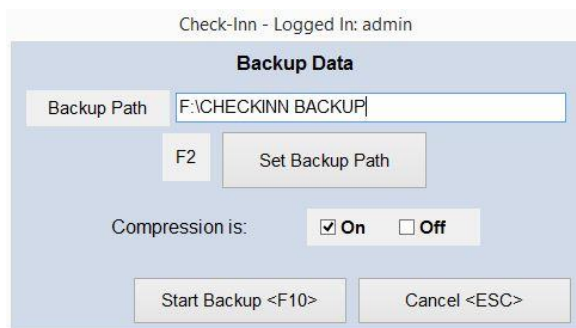 Check-Inn - Logged In: admin
Backup Data
Backup Path F:\CHECKINN BACKUP
F2 Set Backup Path
Compression is: On Off
Start Backup <F10> Cancel <ESC>